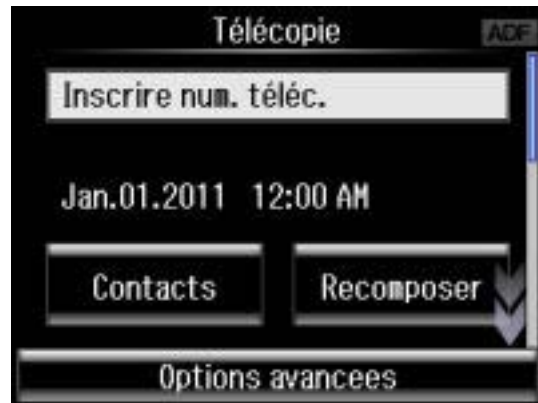 Télécopie ADF
Inscrire num. téléc.
Jan.01.2011 12:00 AM
Contacts Recomposer
Options avancees